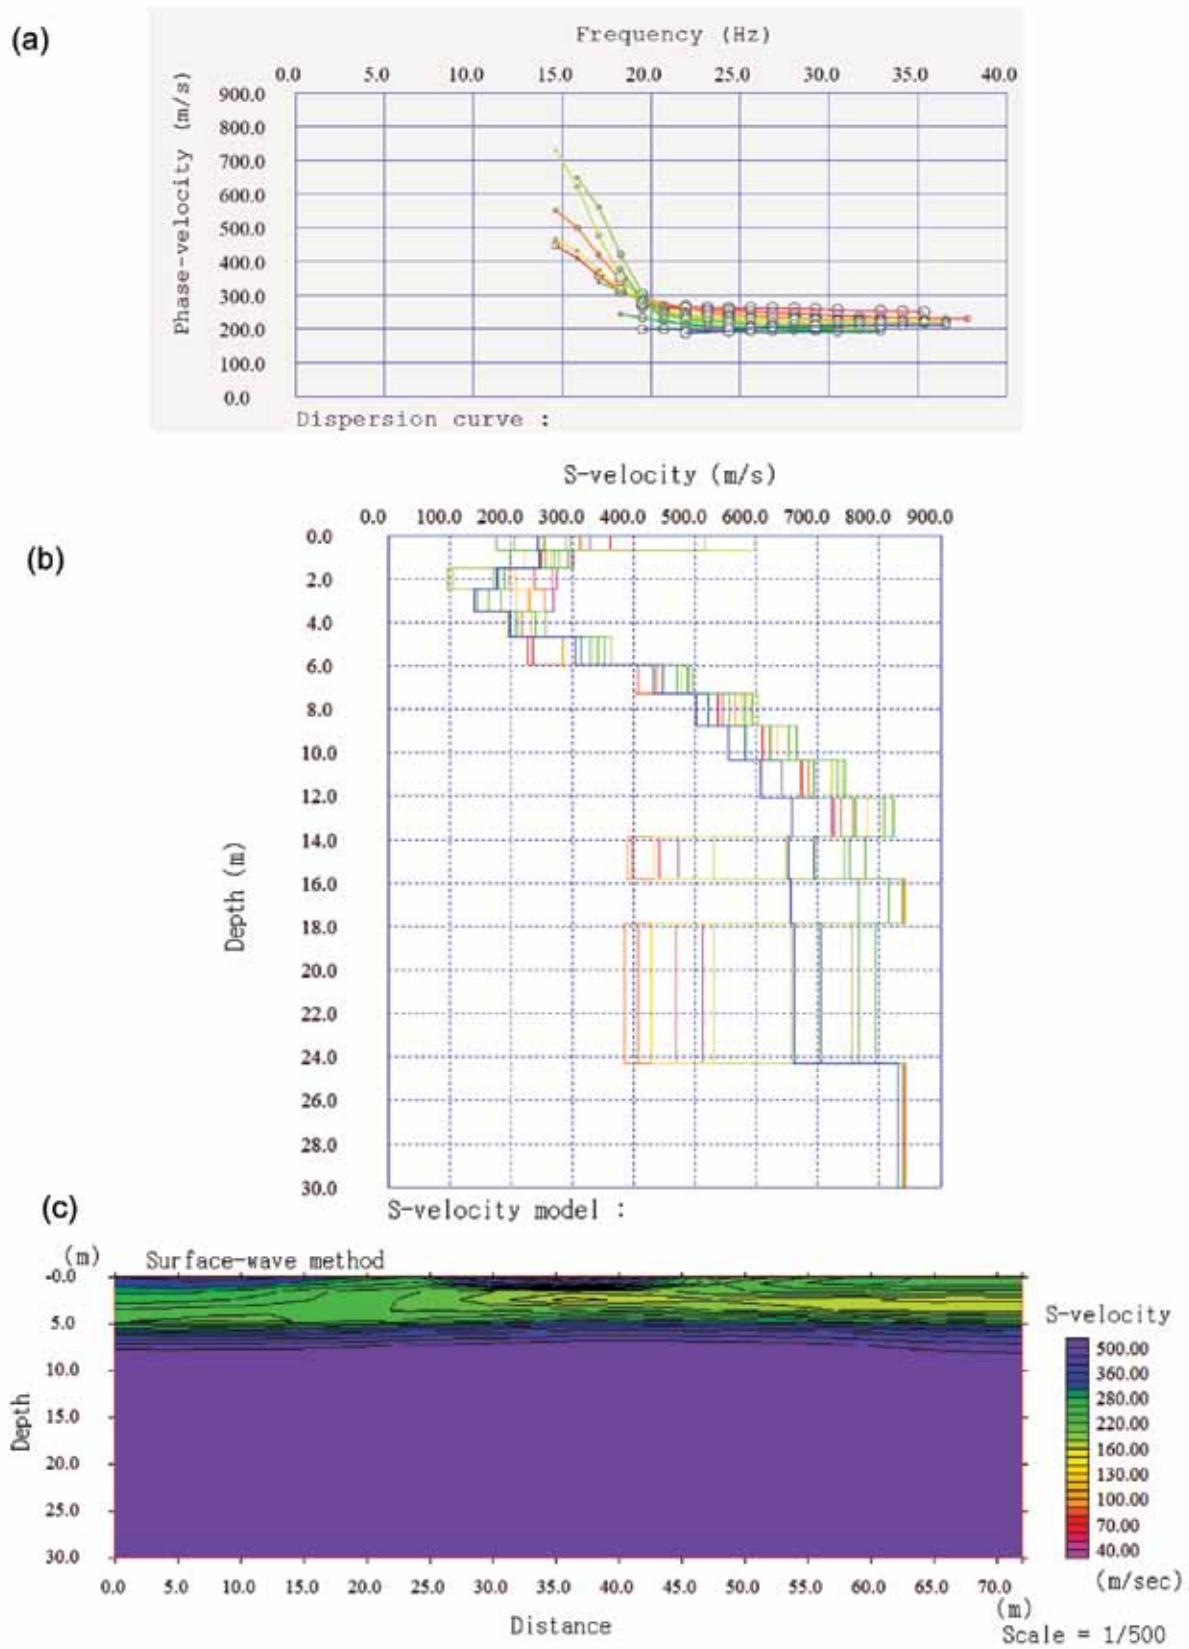 (a)
Frequency (Hz)
0.0 5.0 10.0 15.0 20.0 25.0 30.0 35.0 40.0
Phase-velocity (m/s)
900.0
800.0
700.0
600.0
500.0
400.0
300.0
200.0
100.0
0.0
Dispersion curve :
(b)
S-velocity (m/s)
0.0 100.0 200.0 300.0 400.0 500.0 600.0 700.0 800.0 900.0
Depth (m)
0.0
2.0
4.0
6.0
8.0
10.0
12.0
14.0
16.0
18.0
20.0
22.0
24.0
26.0
28.0
30.0
S-velocity model :
(c)
(m) Surface-wave method
Depth
-0.0
5.0
10.0
15.0
20.0
25.0
30.0
0.0 5.0 10.0 15.0 20.0 25.0 30.0 35.0 40.0 45.0 50.0 55.0 60.0 65.0 70.0
(m)
Distance
S-velocity
500.00
360.00
280.00
220.00
160.00
130.00
100.00
70.00
40.00
(m/sec)
Scale = 1/500